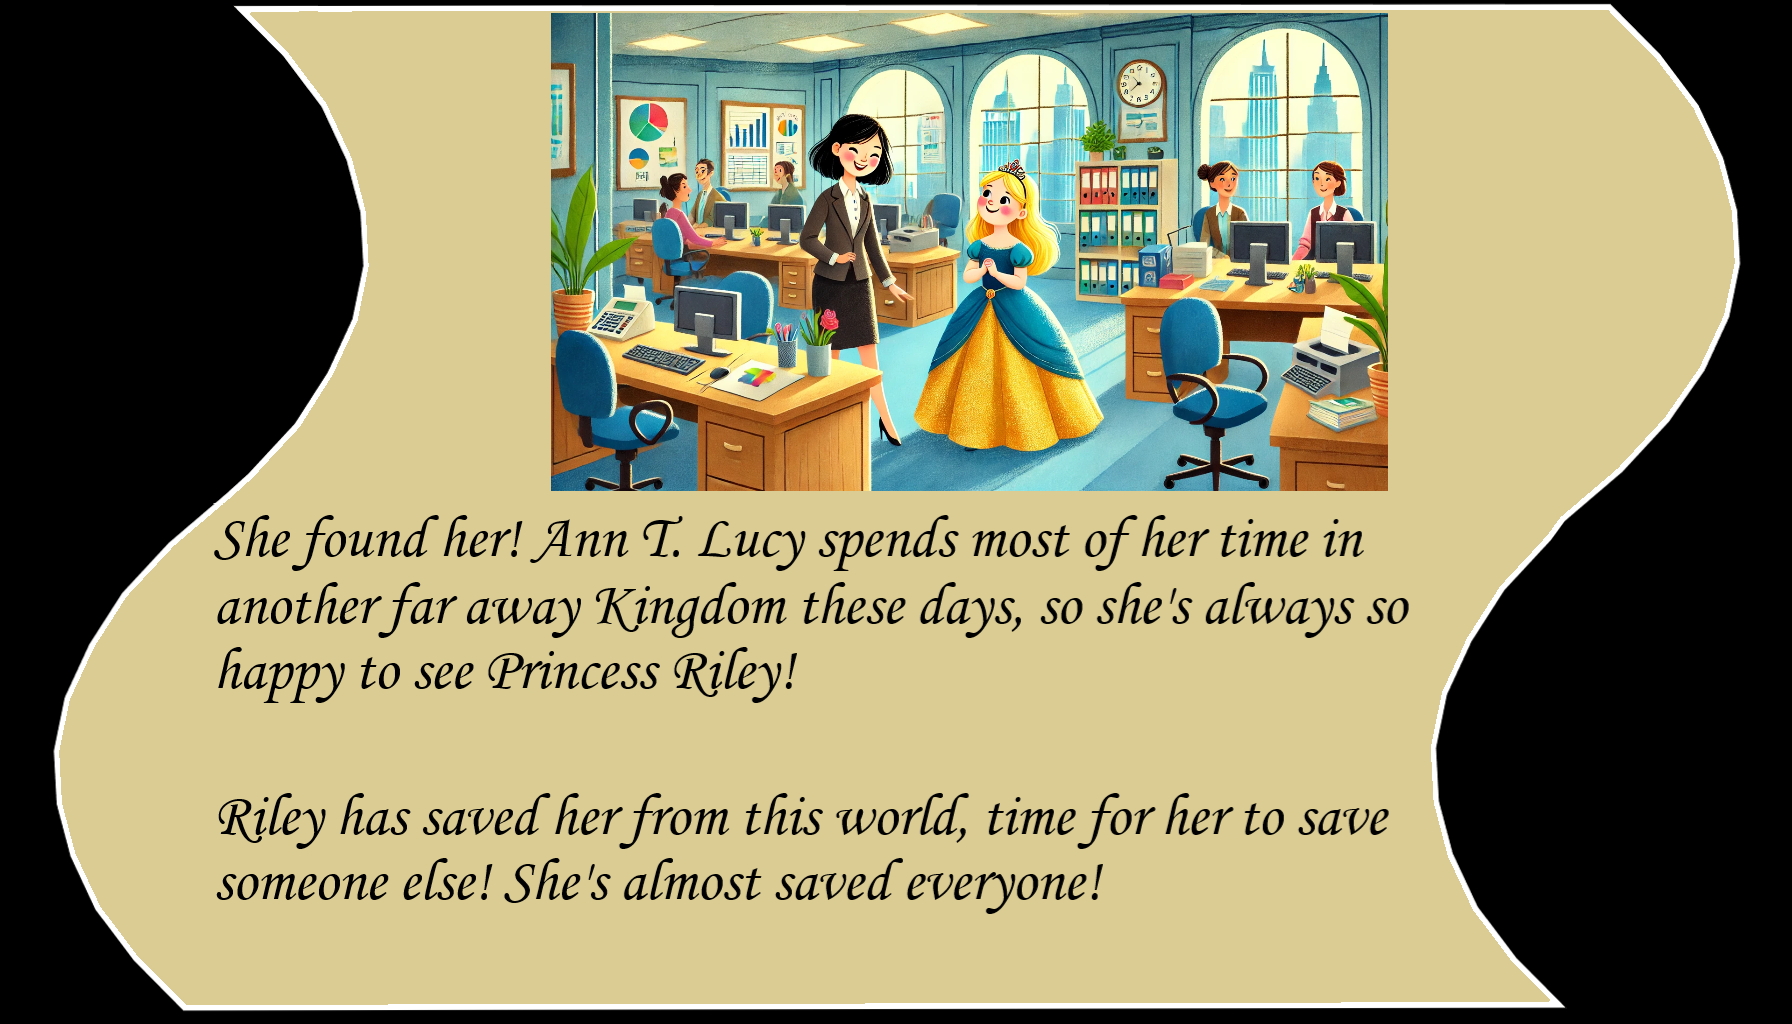 She found her! Ann T. Lucy spends most of her time in
another far away Kingdom these days, so she's always so
happy to see Princess Riley!
Riley has saved her from this world, time for her to save
someone else! She's almost saved everyone!